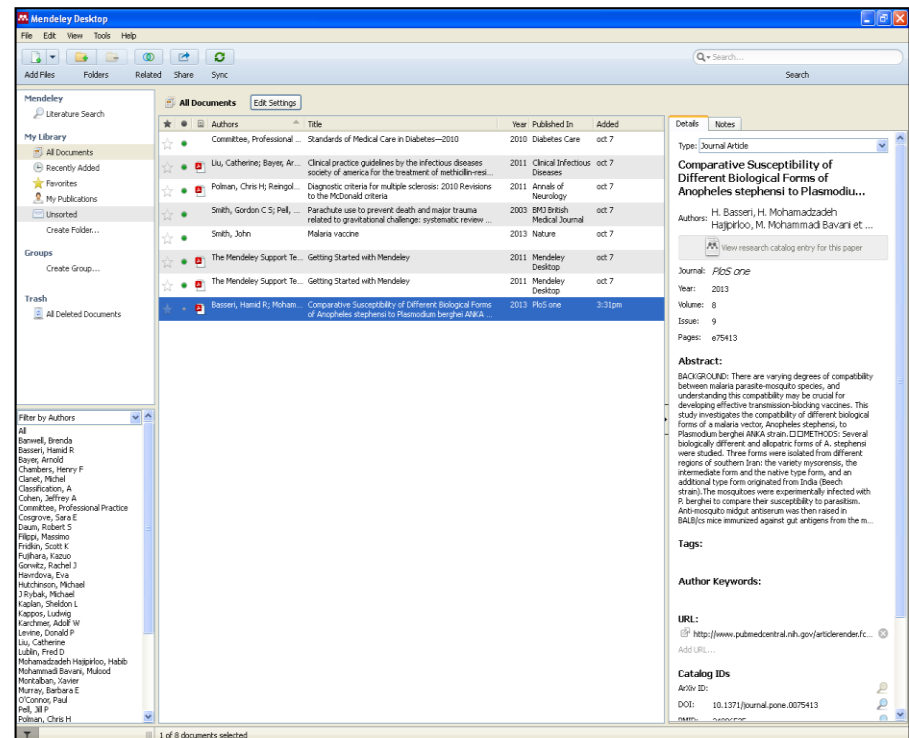 Mendeley Desktop
File Edit View Tools Help
Add Files Folders Related Share Sync
Search...
Search
Mendeley
Literature Search
My Library
All Documents
Recently Added
Favorites
My Publications
Unsorted
Create Folder...
Groups
Create Group...
Trash
All Deleted Documents
Filter by Authors
All
Banwell, Brenda
Basseri, Hamid R
Bayer, Arnold
Chambers, Henry F
Clanet, Michel
Classification, A
Cohen, Jeffrey A
Committee, Professional Practice
Cosgrove, Sara E
Daum, Robert S
Filippi, Massimo
Fridkin, Scott K
Fujihara, Kazuo
Gorwitz, Rachel J
Havrdova, Eva
Hutchinson, Michael
J Rybak, Michael
Kaplan, Sheldon L
Kappos, Ludwig
Karchmer, Adolf W
Levine, Donald P
Liu, Catherine
Lublin, Fred D
Mohamadzadeh Hajipirloo, Habib
Mohammadi Bavani, Mulood
Montalban, Xavier
Murray, Barbara E
O'Connor, Paul
Pell, Jill P
Polman, Chris H
All Documents Edit Settings
Authors Title Year Published In Added
Committee, Professional ... Standards of Medical Care in Diabetes—2010 2010 Diabetes Care oct 7
Liu, Catherine; Bayer, Ar... Clinical practice guidelines by the infectious diseases 2011 Clinical Infectious oct 7
society of america for the treatment of methicillin-resi... Diseases
Polman, Chris H; Reingol... Diagnostic criteria for multiple sclerosis: 2010 Revisions 2011 Annals of oct 7
to the McDonald criteria Neurology
Smith, Gordon C S; Pell, ... Parachute use to prevent death and major trauma 2003 BMJ British oct 7
related to gravitational challenge: systematic review ... Medical Journal
Smith, John Malaria vaccine 2013 Nature oct 7
The Mendeley Support Te... Getting Started with Mendeley 2011 Mendeley oct 7
Desktop
The Mendeley Support Te... Getting Started with Mendeley 2011 Mendeley oct 7
Desktop
Basseri, Hamid R; Moham... Comparative Susceptibility of Different Biological Forms 2013 PloS one 3:31pm
of Anopheles stephensi to Plasmodium berghei ANKA ...
Details Notes
Type: Journal Article
Comparative Susceptibility of
Different Biological Forms of
Anopheles stephensi to Plasmodiu...
Authors: H. Basseri, H. Mohamadzadeh
Hajipirloo, M. Mohammadi Bavani et ...
View research catalog entry for this paper
Journal: PloS one
Year: 2013
Volume: 8
Issue: 9
Pages: e75413
Abstract:
BACKGROUND: There are varying degrees of compatibility
between malaria parasite-mosquito species, and
understanding this compatibility may be crucial for
developing effective transmission-blocking vaccines. This
study investigates the compatibility of different biological
forms of a malaria vector, Anopheles stephensi, to
Plasmodium berghei ANKA strain.□□METHODS: Several
biologically different and allopatric forms of A. stephensi
were studied. Three forms were isolated from different
regions of southern Iran: the variety mysorensis, the
intermediate form and the native type form, and an
additional type form originated from India (Beech
strain).The mosquitoes were experimentally infected with
P. berghei to compare their susceptibility to parasitism.
Anti-mosquito midgut antiserum was then raised in
BALB/cs mice immunized against gut antigens from the m...
Tags:
Author Keywords:
URL:
http://www.pubmedcentral.nih.gov/articlerender.fc...
Add URL...
Catalog IDs
ArXiv ID:
DOI: 10.1371/journal.pone.0075413
1 of 8 documents selected